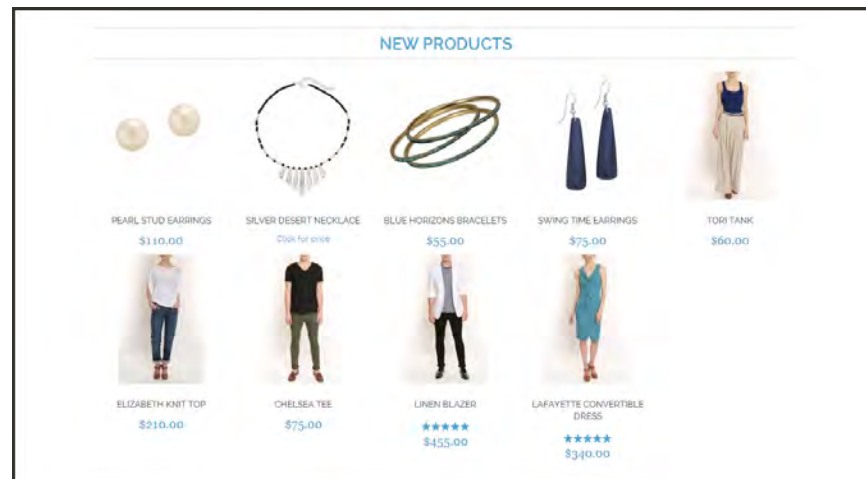 NEW PRODUCTS
PEARL STUD EARRINGS
$110.00
SILVER DESERT NECKLACE
Click for price
BLUE HORIZONS BRACELETS
$55.00
SWING TIME EARRINGS
$75.00
TORI TANK
$60.00
ELIZABETH KNIT TOP
$210.00
CHELSEA TEE
$75.00
LINEN BLAZER
$455.00
LAFAYETTE CONVERTIBLE
DRESS
$340.00